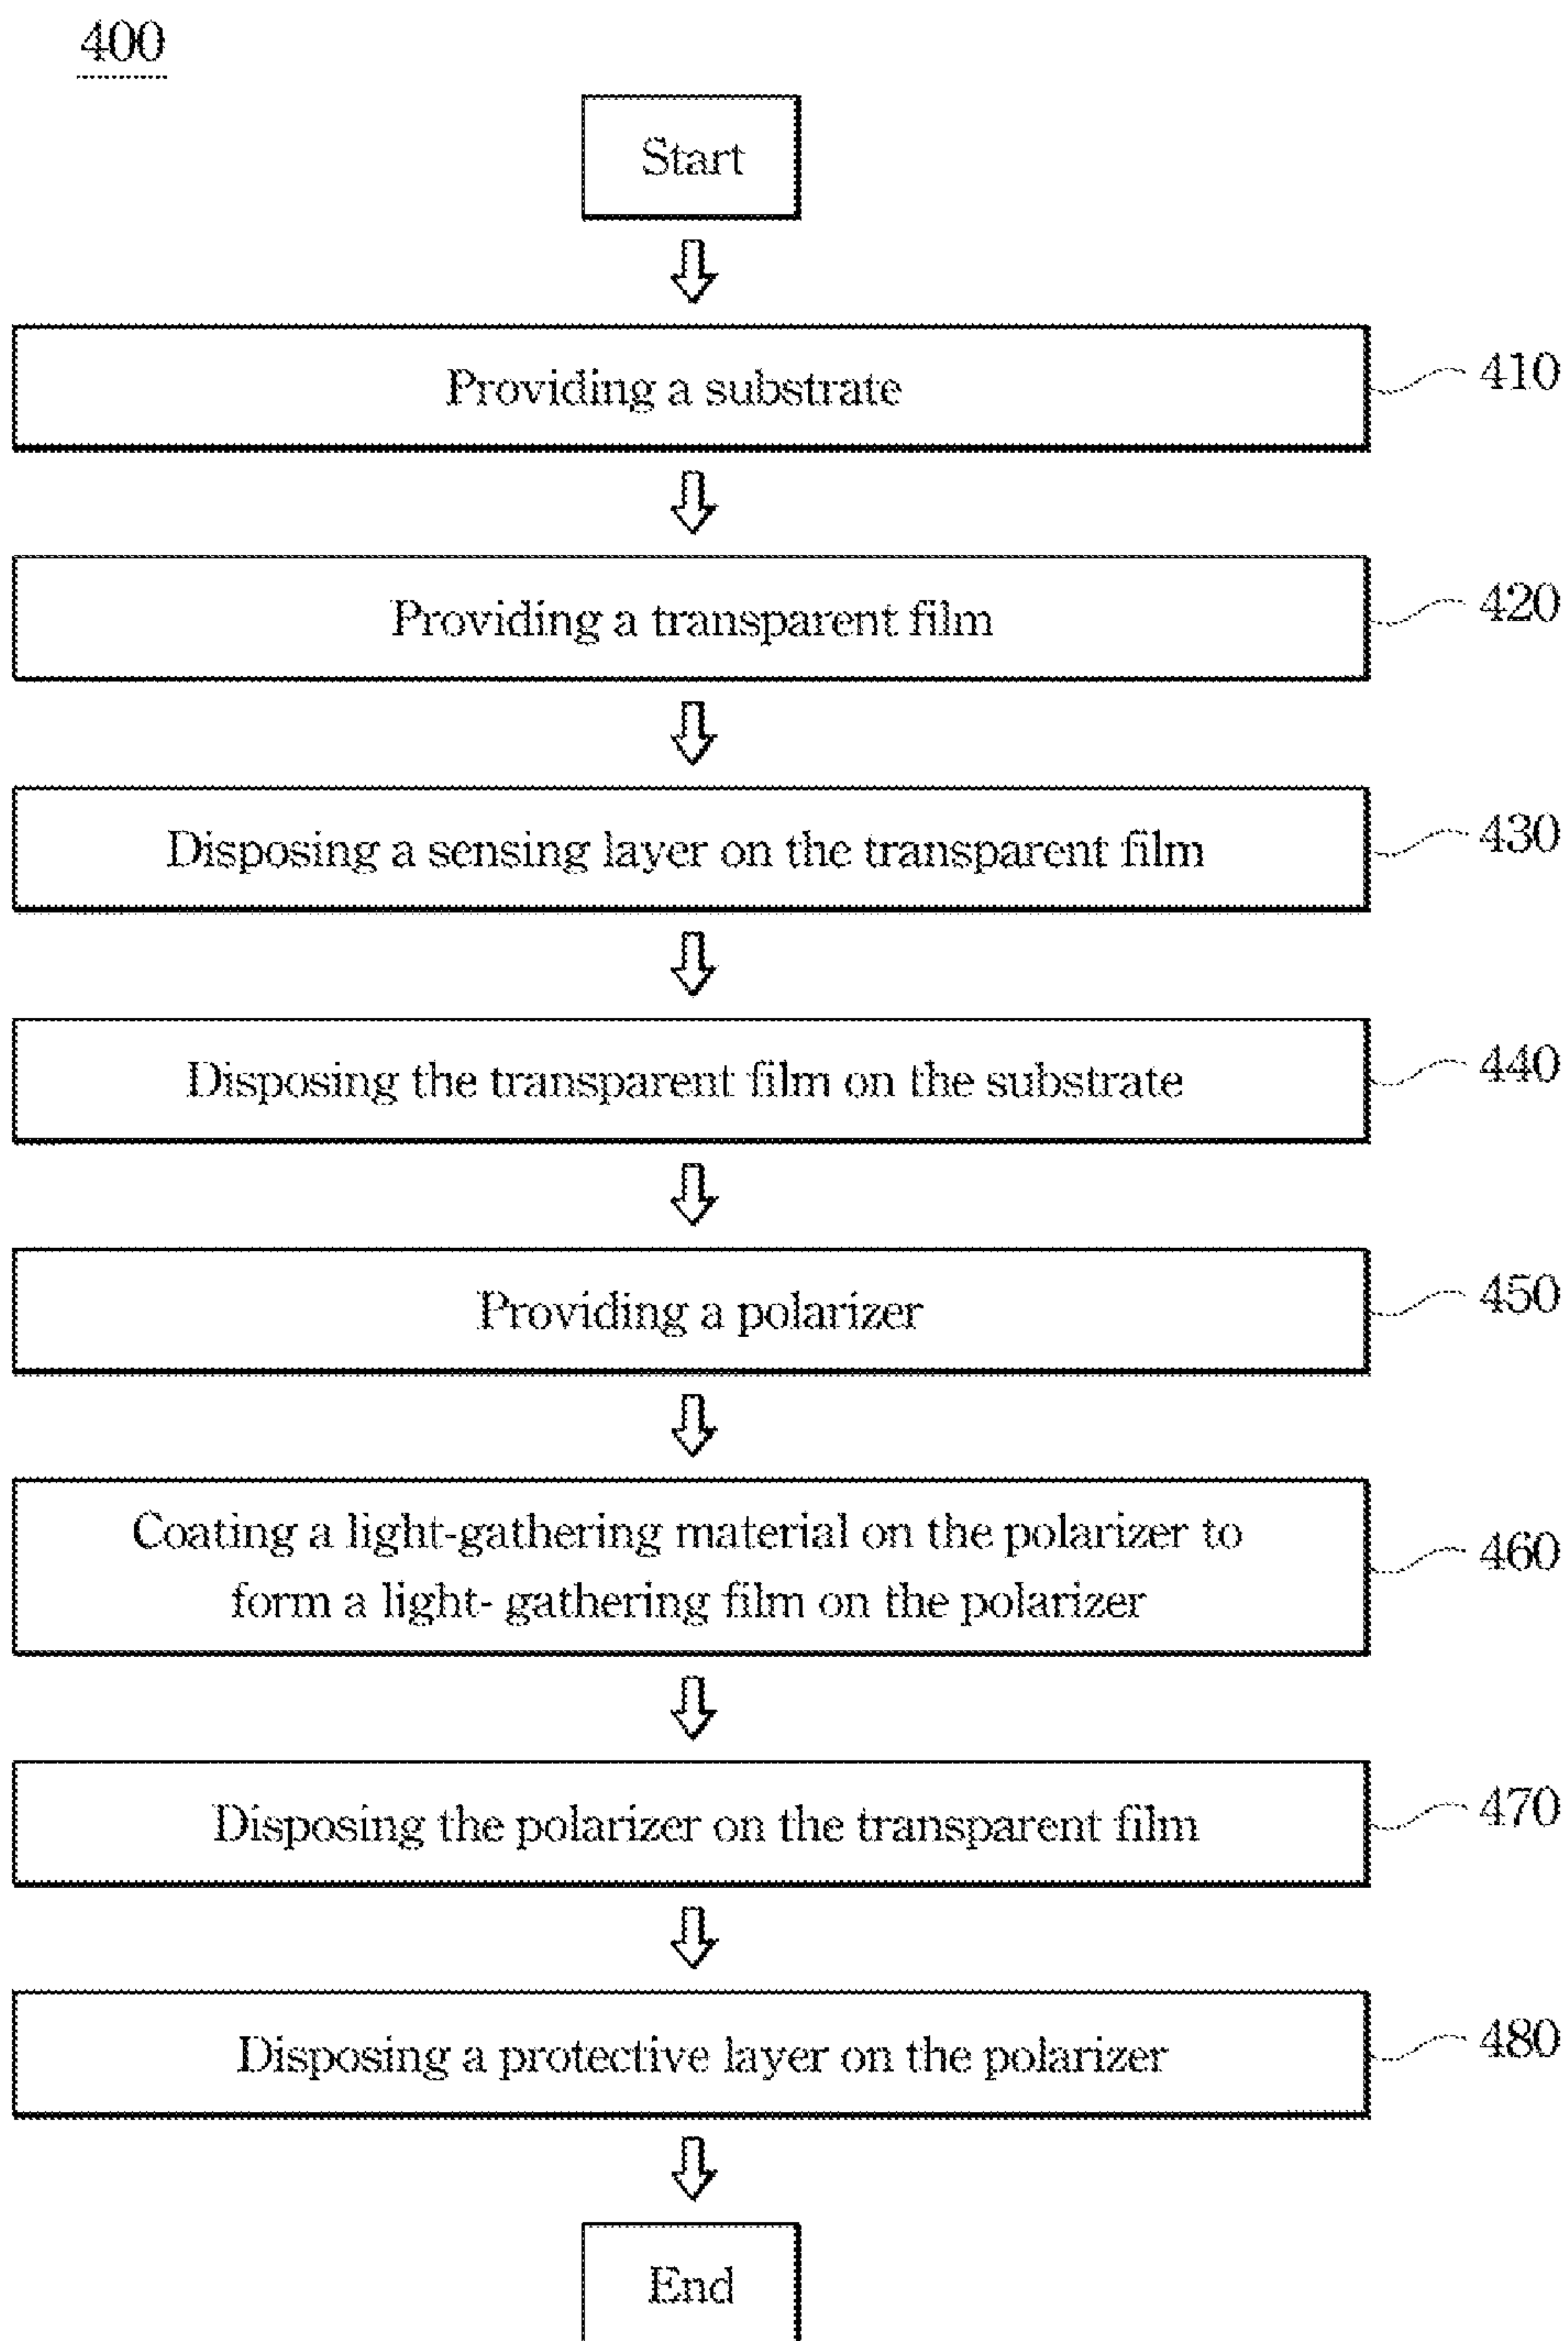 400
Start
Providing a substrate
410
Providing a transparent film
420
Disposing a sensing layer on the transparent film
430
Disposing the transparent film on the substrate
440
Providing a polarizer
450
Coating a light-gathering material on the polarizer to
form a light- gathering film on the polarizer
460
Disposing the polarizer on the transparent film
470
Disposing a protective layer on the polarizer
480
End